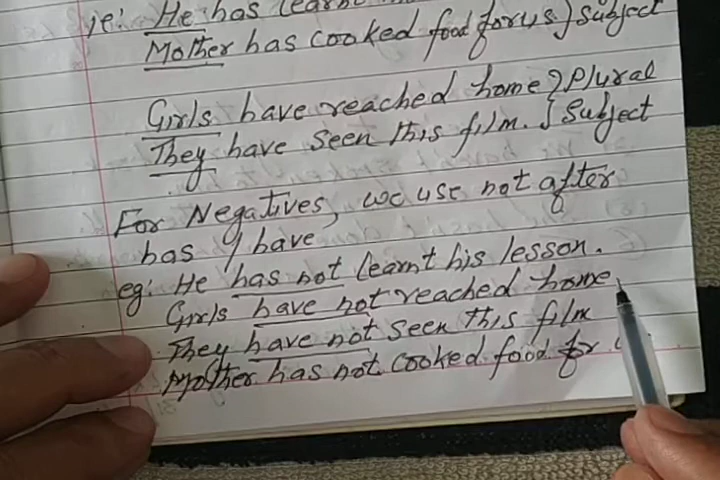 ie: He has learnt
Mother has cooked food for us. } Subject
Girls have reached home } Plural
They have seen this film. } Subject
For Negatives, we use not after
has / have
eg: He has not learnt his lesson.
Girls have not reached home.
They have not seen this film
Mother has not cooked food for